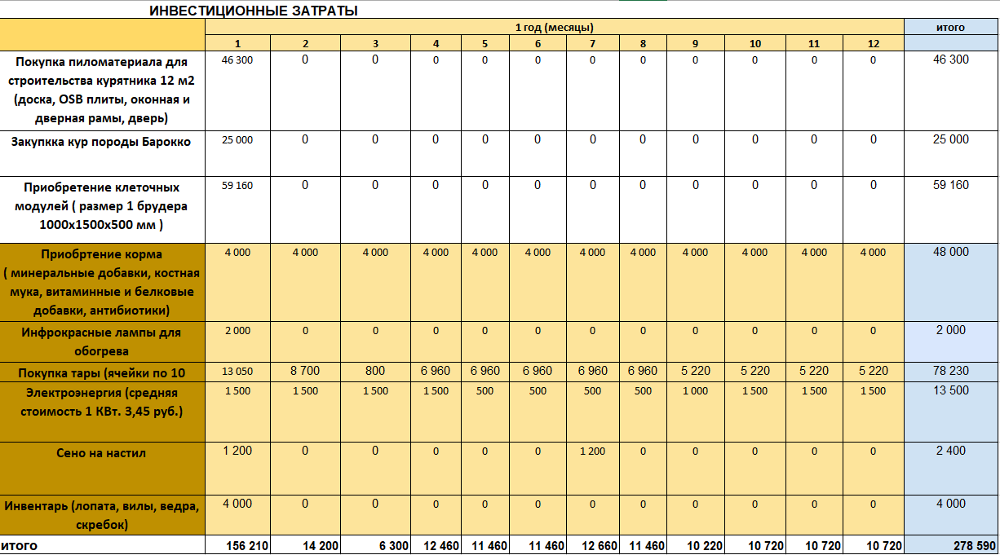 ИНВЕСТИЦИОННЫЕ ЗАТРАТЫ
1 год (месяцы) итого
1 2 3 4 5 6 7 8 9 10 11 12
Покупка пиломатериала для 46 300 0 0 0 0 0 0 0 0 0 0 0 46 300
строительства курятника 12 м2
(доска, OSB плиты, оконная и
дверная рамы, дверь)
Закупкка кур породы Барокко 25 000 0 0 0 0 0 0 0 0 0 0 0 25 000
Приобретение клеточных 59 160 0 0 0 0 0 0 0 0 0 0 0 59 160
модулей ( размер 1 брудера
1000х1500х500 мм )
Приобртение корма 4 000 4 000 4 000 4 000 4 000 4 000 4 000 4 000 4 000 4 000 4 000 4 000 48 000
( минеральные добавки, костная
мука, витаминные и белковые
добавки, антибиотики)
Инфрокрасные лампы для 2 000 0 0 0 0 0 0 0 0 0 0 0 2 000
обогрева
Покупка тары (ячейки по 10 13 050 8 700 800 6 960 6 960 6 960 6 960 6 960 5 220 5 220 5 220 5 220 78 230
Электроэнергия (средняя 1 500 1 500 1 500 1 500 500 500 500 500 1 000 1 500 1 500 1 500 13 500
стоимость 1 КВт. 3,45 руб.)
Сено на настил 1 200 0 0 0 0 0 1 200 0 0 0 0 0 2 400
Инвентарь (лопата, вилы, ведра, 4 000 0 0 0 0 0 0 0 0 0 0 0 4 000
скребок)
итого 156 210 14 200 6 300 12 460 11 460 11 460 12 660 11 460 10 220 10 720 10 720 10 720 278 590